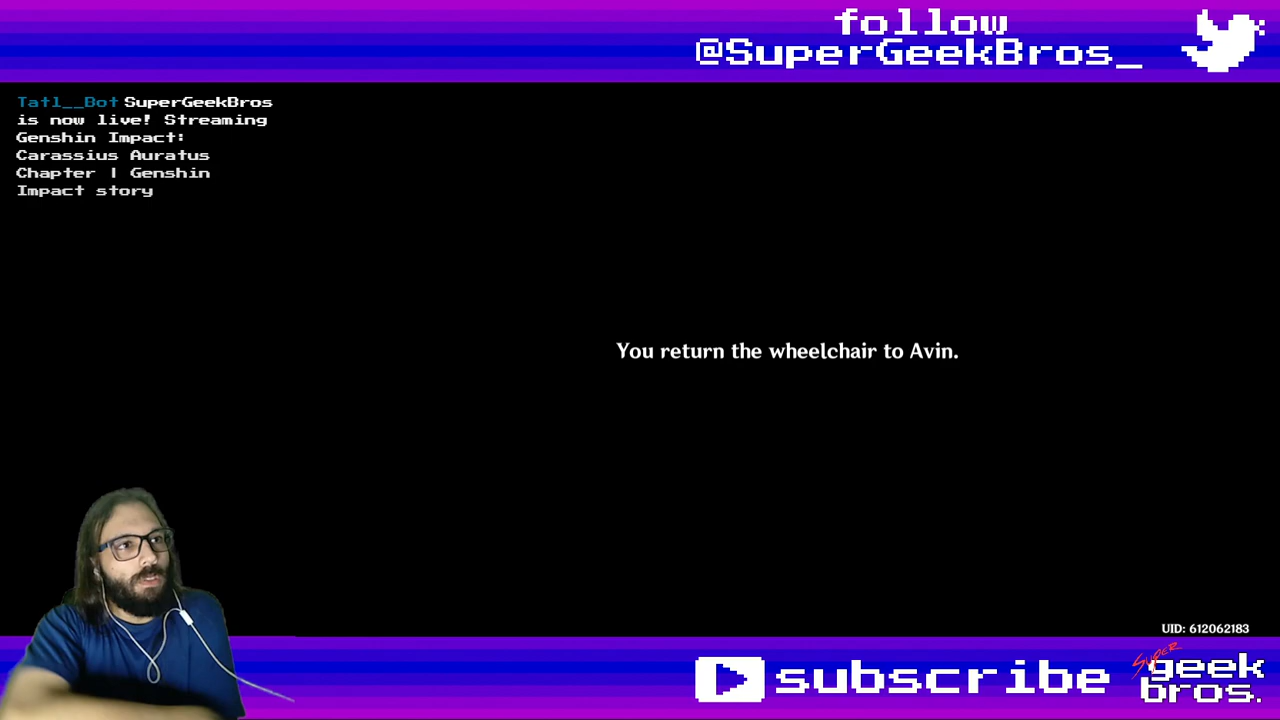 follow
@SuperGeekBros_
Tatl__Bot SuperGeekBros
is now live! Streaming
Genshin Impact:
Carassius Auratus
Chapter | Genshin
Impact story
You return the wheelchair to Avin.
UID: 612062183
subscribe
SUPER
geek
bros.